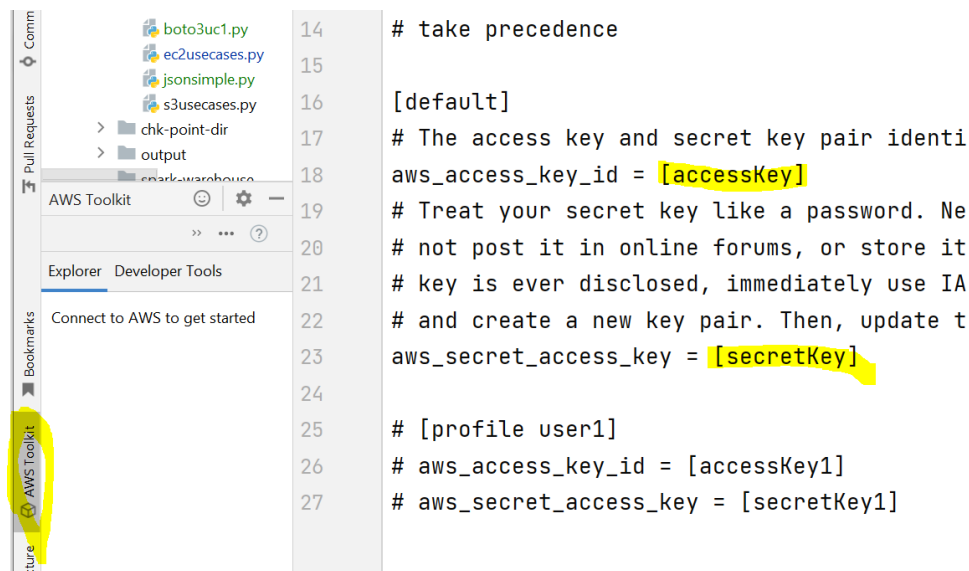 Comm
Pull Requests
Bookmarks
AWS Toolkit
cture
boto3uc1.py
ec2usecases.py
jsonsimple.py
s3usecases.py
chk-point-dir
output
spark-warehouse
AWS Toolkit
Explorer Developer Tools
Connect to AWS to get started
14 # take precedence
15
16 [default]
17 # The access key and secret key pair identi
18 aws_access_key_id = [accessKey]
19 # Treat your secret key like a password. Ne
20 # not post it in online forums, or store it
21 # key is ever disclosed, immediately use IA
22 # and create a new key pair. Then, update t
23 aws_secret_access_key = [secretKey]
24
25 # [profile user1]
26 # aws_access_key_id = [accessKey1]
27 # aws_secret_access_key = [secretKey1]